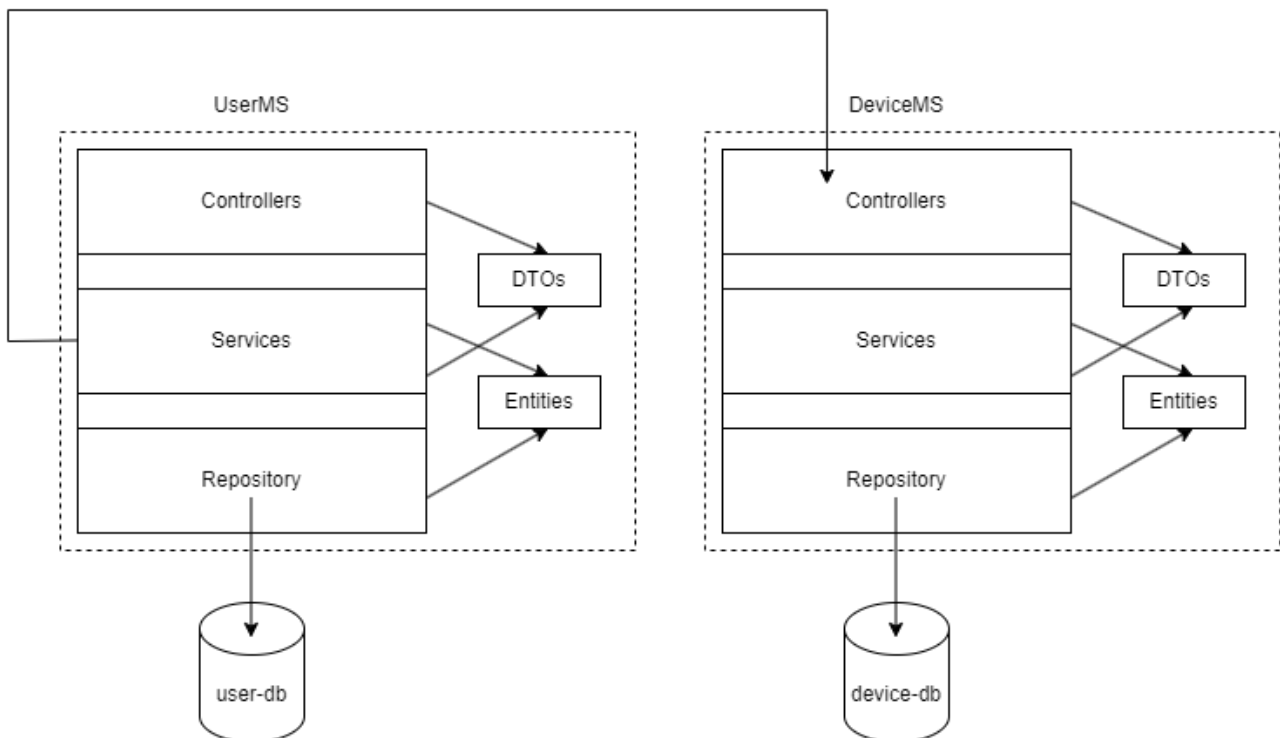 UserMS
DeviceMS
Controllers
Controllers
DTOs
DTOs
Services
Services
Entities
Entities
Repository
Repository
user-db
device-db